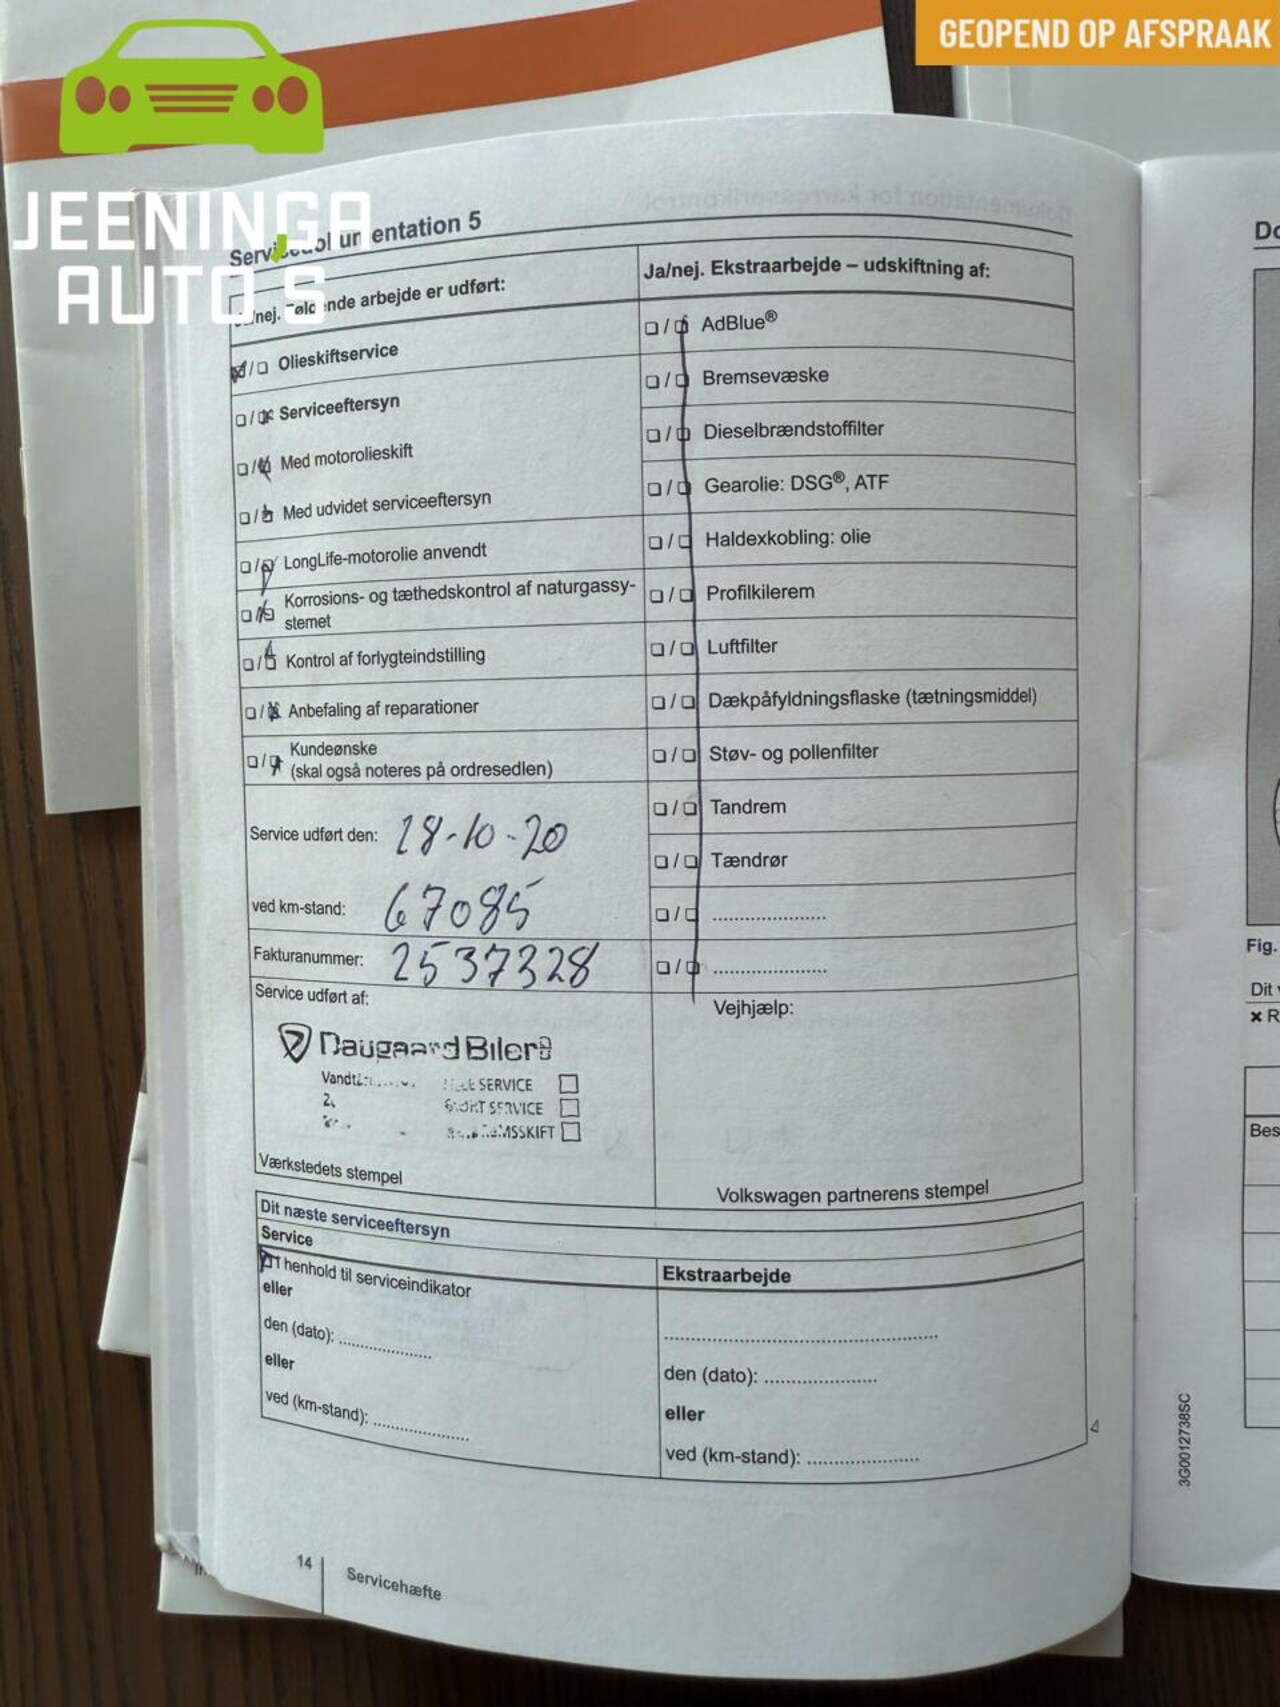 GEOPEND OP AFSPRAAK
JEENINGA
AUTO'S
Servicedokumentation 5
Ja/nej. Følgende arbejde er udført:
Ja/nej. Ekstraarbejde – udskiftning af:
Olieskiftservice
AdBlue®
Serviceeftersyn
Bremsevæske
Med motorolieskift
Dieselbrændstoffilter
Med udvidet serviceeftersyn
Gearolie: DSG®, ATF
LongLife-motorolie anvendt
Haldexkobling: olie
Korrosions- og tæthedskontrol af naturgassy-
stemet
Profilkilerem
Kontrol af forlygteindstilling
Luftfilter
Anbefaling af reparationer
Dækpåfyldningsflaske (tætningsmiddel)
Kundeønske
(skal også noteres på ordresedlen)
Støv- og pollenfilter
Tandrem
Service udført den: 28-10-20
Tændrør
ved km-stand: 67085
Fakturanummer: 2537328
Service udført af:
Vejhjælp:
Daugaard Biler
SERVICE
SERVICE
Værkstedets stempel
Volkswagen partnerens stempel
Dit næste serviceeftersyn
Service
Ekstraarbejde
I henhold til serviceindikator
eller
den (dato): ....................
eller
ved (km-stand): ....................
den (dato): ....................
eller
ved (km-stand): ....................
14
Servicehæfte
3G0012738SC
Fig.
Dit
Bes